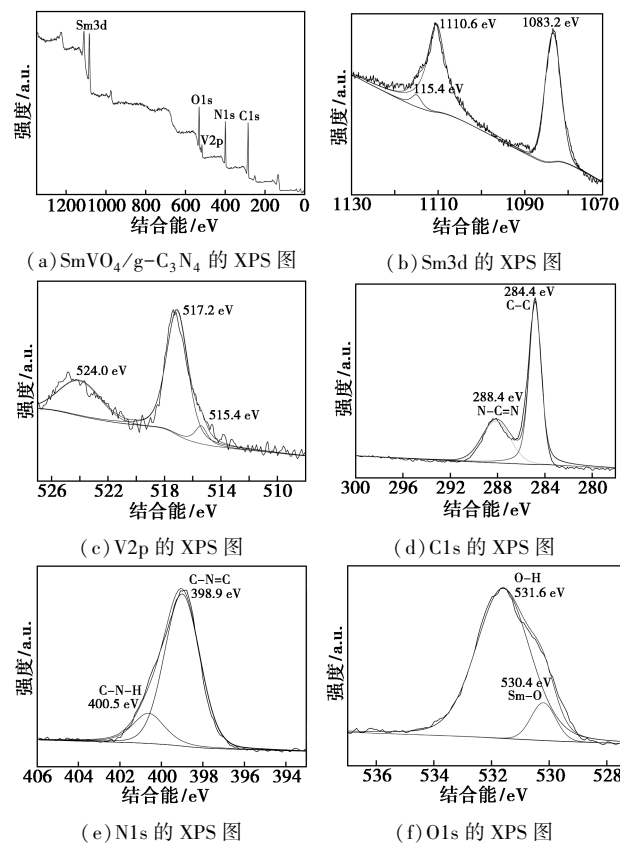 Sm3d
O1s
N1s
C1s
V2p
强度/a.u.
1200 1000 800 600 400 200 0
结合能/eV
(a)SmVO₄/g-C₃N₄ 的 XPS 图
1110.6 eV
1083.2 eV
115.4 eV
强度/a.u.
1130 1110 1090 1070
结合能/eV
(b) Sm3d 的 XPS 图
517.2 eV
524.0 eV
515.4 eV
强度/a.u.
526 522 518 514 510
结合能/eV
(c) V2p 的 XPS 图
284.4 eV
C-C
288.4 eV
N-C=N
强度/a.u.
300 296 292 288 284 280
结合能/eV
(d) C1s 的 XPS 图
C-N=C
398.9 eV
C-N-H
400.5 eV
强度/a.u.
406 404 402 400 398 396 394
结合能/eV
(e) N1s 的 XPS 图
O-H
531.6 eV
530.4 eV
Sm-O
强度/a.u.
536 534 532 530 528
结合能/eV
(f) O1s 的 XPS 图